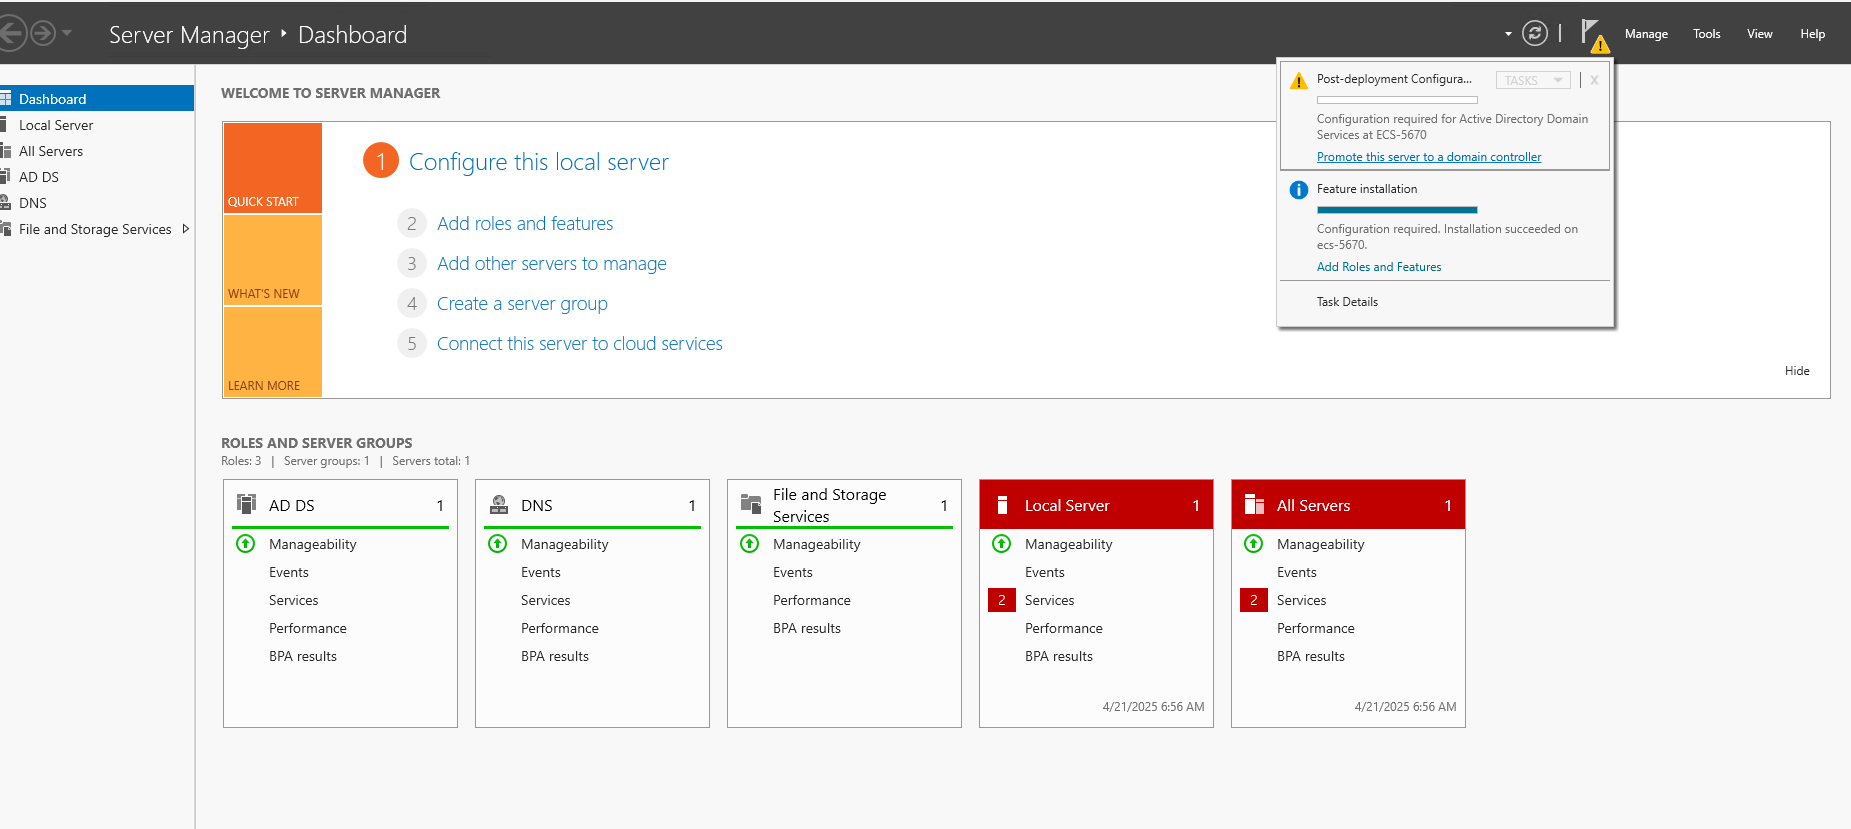 Server Manager ‣ Dashboard
Manage
Tools
View
Help
Dashboard
Local Server
All Servers
AD DS
DNS
File and Storage Services
WELCOME TO SERVER MANAGER
QUICK START
WHAT'S NEW
LEARN MORE
1 Configure this local server
2 Add roles and features
3 Add other servers to manage
4 Create a server group
5 Connect this server to cloud services
Hide
Post-deployment Configura...
TASKS
X
Configuration required for Active Directory Domain
Services at ECS-5670
Promote this server to a domain controller
Feature installation
Configuration required. Installation succeeded on
ecs-5670.
Add Roles and Features
Task Details
ROLES AND SERVER GROUPS
Roles: 3 | Server groups: 1 | Servers total: 1
AD DS 1
Manageability
Events
Services
Performance
BPA results
DNS 1
Manageability
Events
Services
Performance
BPA results
File and Storage
Services 1
Manageability
Events
Performance
BPA results
Local Server 1
Manageability
Events
2 Services
Performance
BPA results
4/21/2025 6:56 AM
All Servers 1
Manageability
Events
2 Services
Performance
BPA results
4/21/2025 6:56 AM